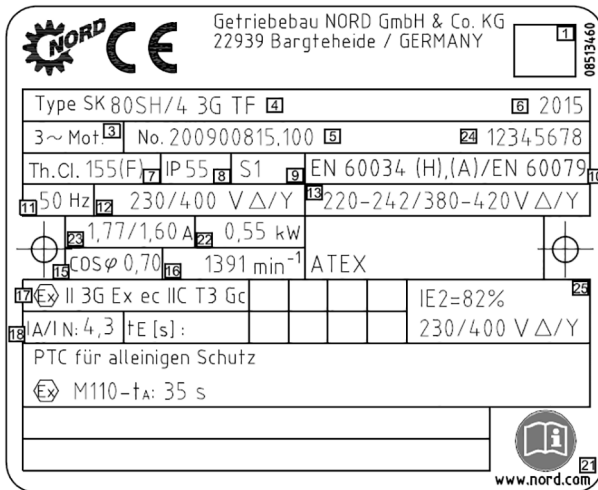 NORD CE Getriebebau NORD GmbH & Co. KG 1
22939 Bargteheide / GERMANY
08513460
Type SK 80SH/4 3G TF 4 6 2015
3~ Mot. 3 No. 200900815,100 5 24 12345678
Th.Cl. 155(F) 7 IP55 8 S1 9 EN 60034 (H),(A)/EN 60079 10
11 50 Hz 12 230/400 V Δ/Y 13 220-242/380-420V Δ/Y
23 1,77/1,60 A 22 0,55 kW
15 COSφ 0,70 16 1391 min⁻¹ ATEX
17 Ex II 3G Ex ec IIC T3 Gc IE2=82% 25
18 IA/IN: 4,3 tE [s] : 230/400 V Δ/Y
PTC für alleinigen Schutz
Ex M110-tA: 35 s
21
www.nord.com